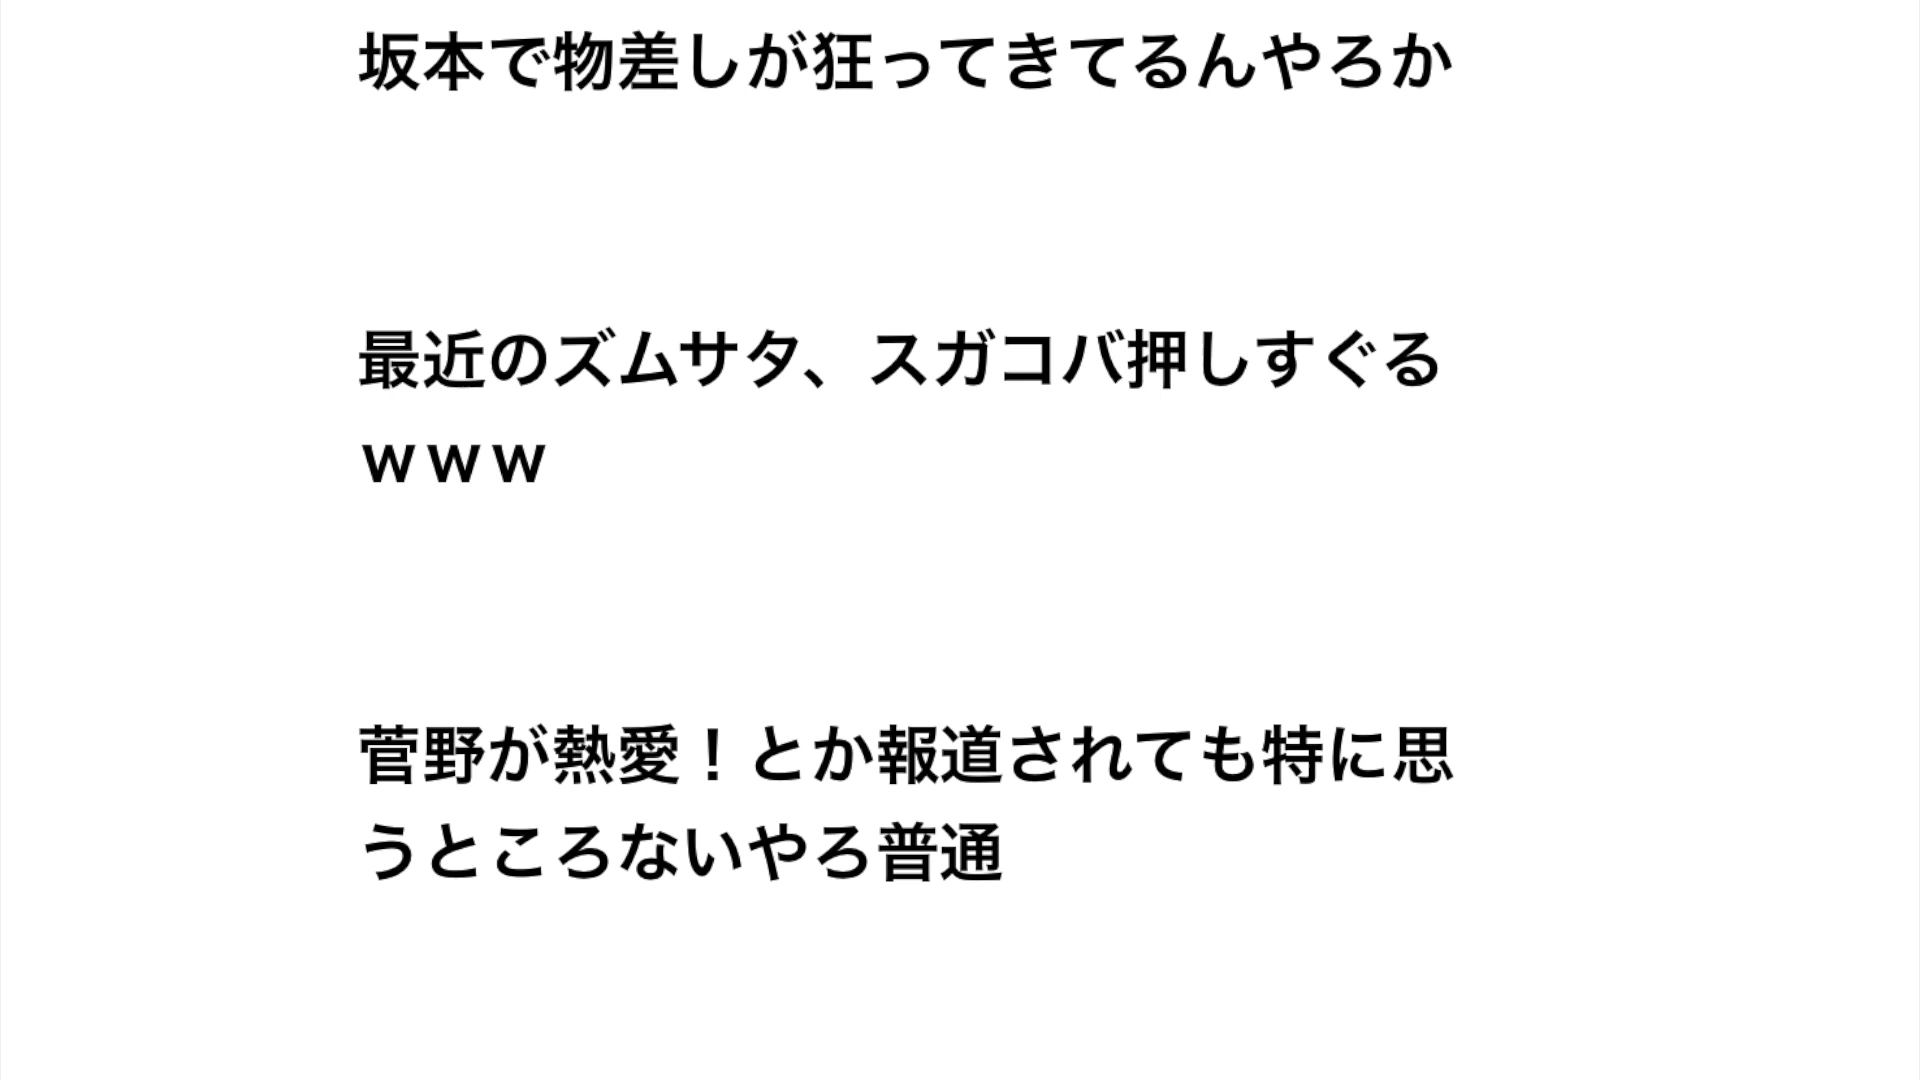 坂本で物差しが狂ってきてるんやろか
最近のズムサタ、スガコバ押しすぐる
ｗｗｗ
菅野が熱愛！とか報道されても特に思
うところないやろ普通